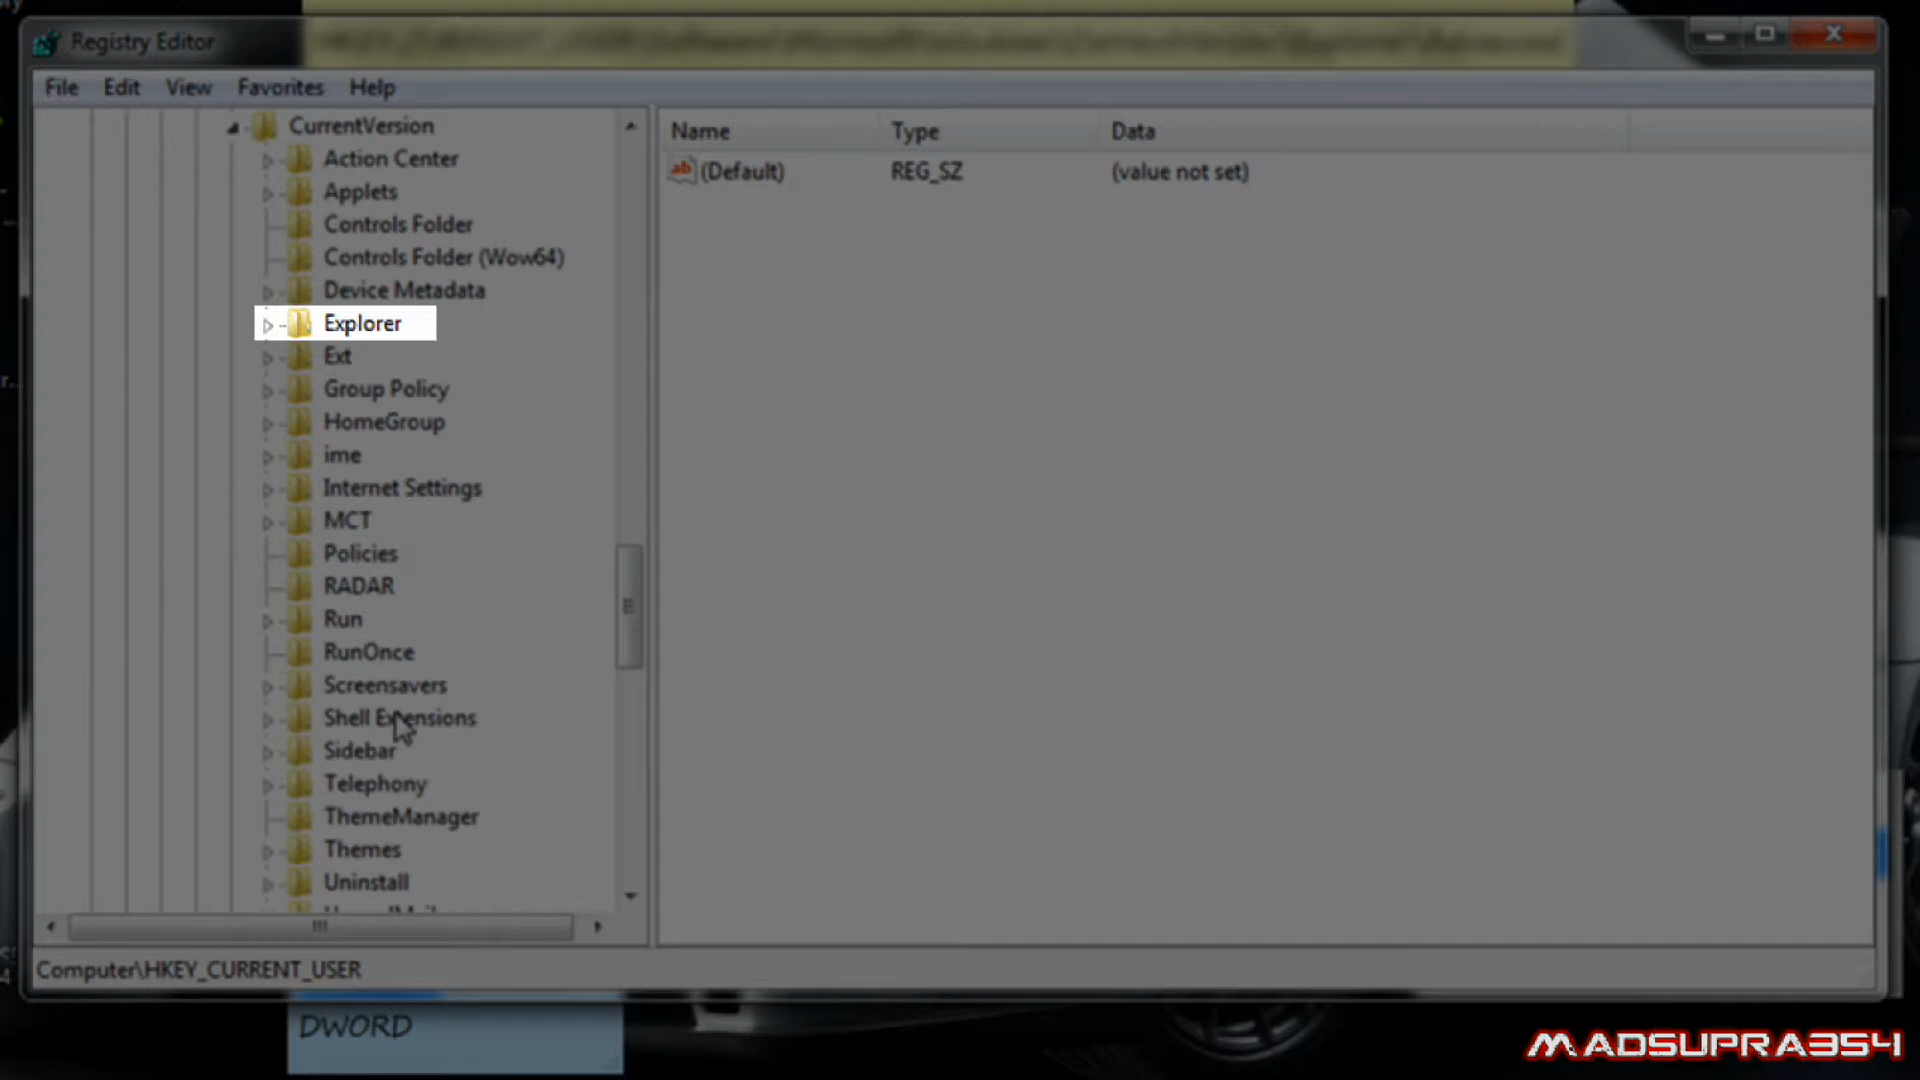 Registry Editor
File Edit View Favorites Help
CurrentVersion
Action Center
Applets
Controls Folder
Controls Folder (Wow64)
Device Metadata
Explorer
Ext
Group Policy
HomeGroup
ime
Internet Settings
MCT
Policies
RADAR
Run
RunOnce
Screensavers
Shell Extensions
Sidebar
Telephony
ThemeManager
Themes
Uninstall
Name Type Data
(Default) REG_SZ (value not set)
Computer\HKEY_CURRENT_USER
DWORD
MADSUPRA354